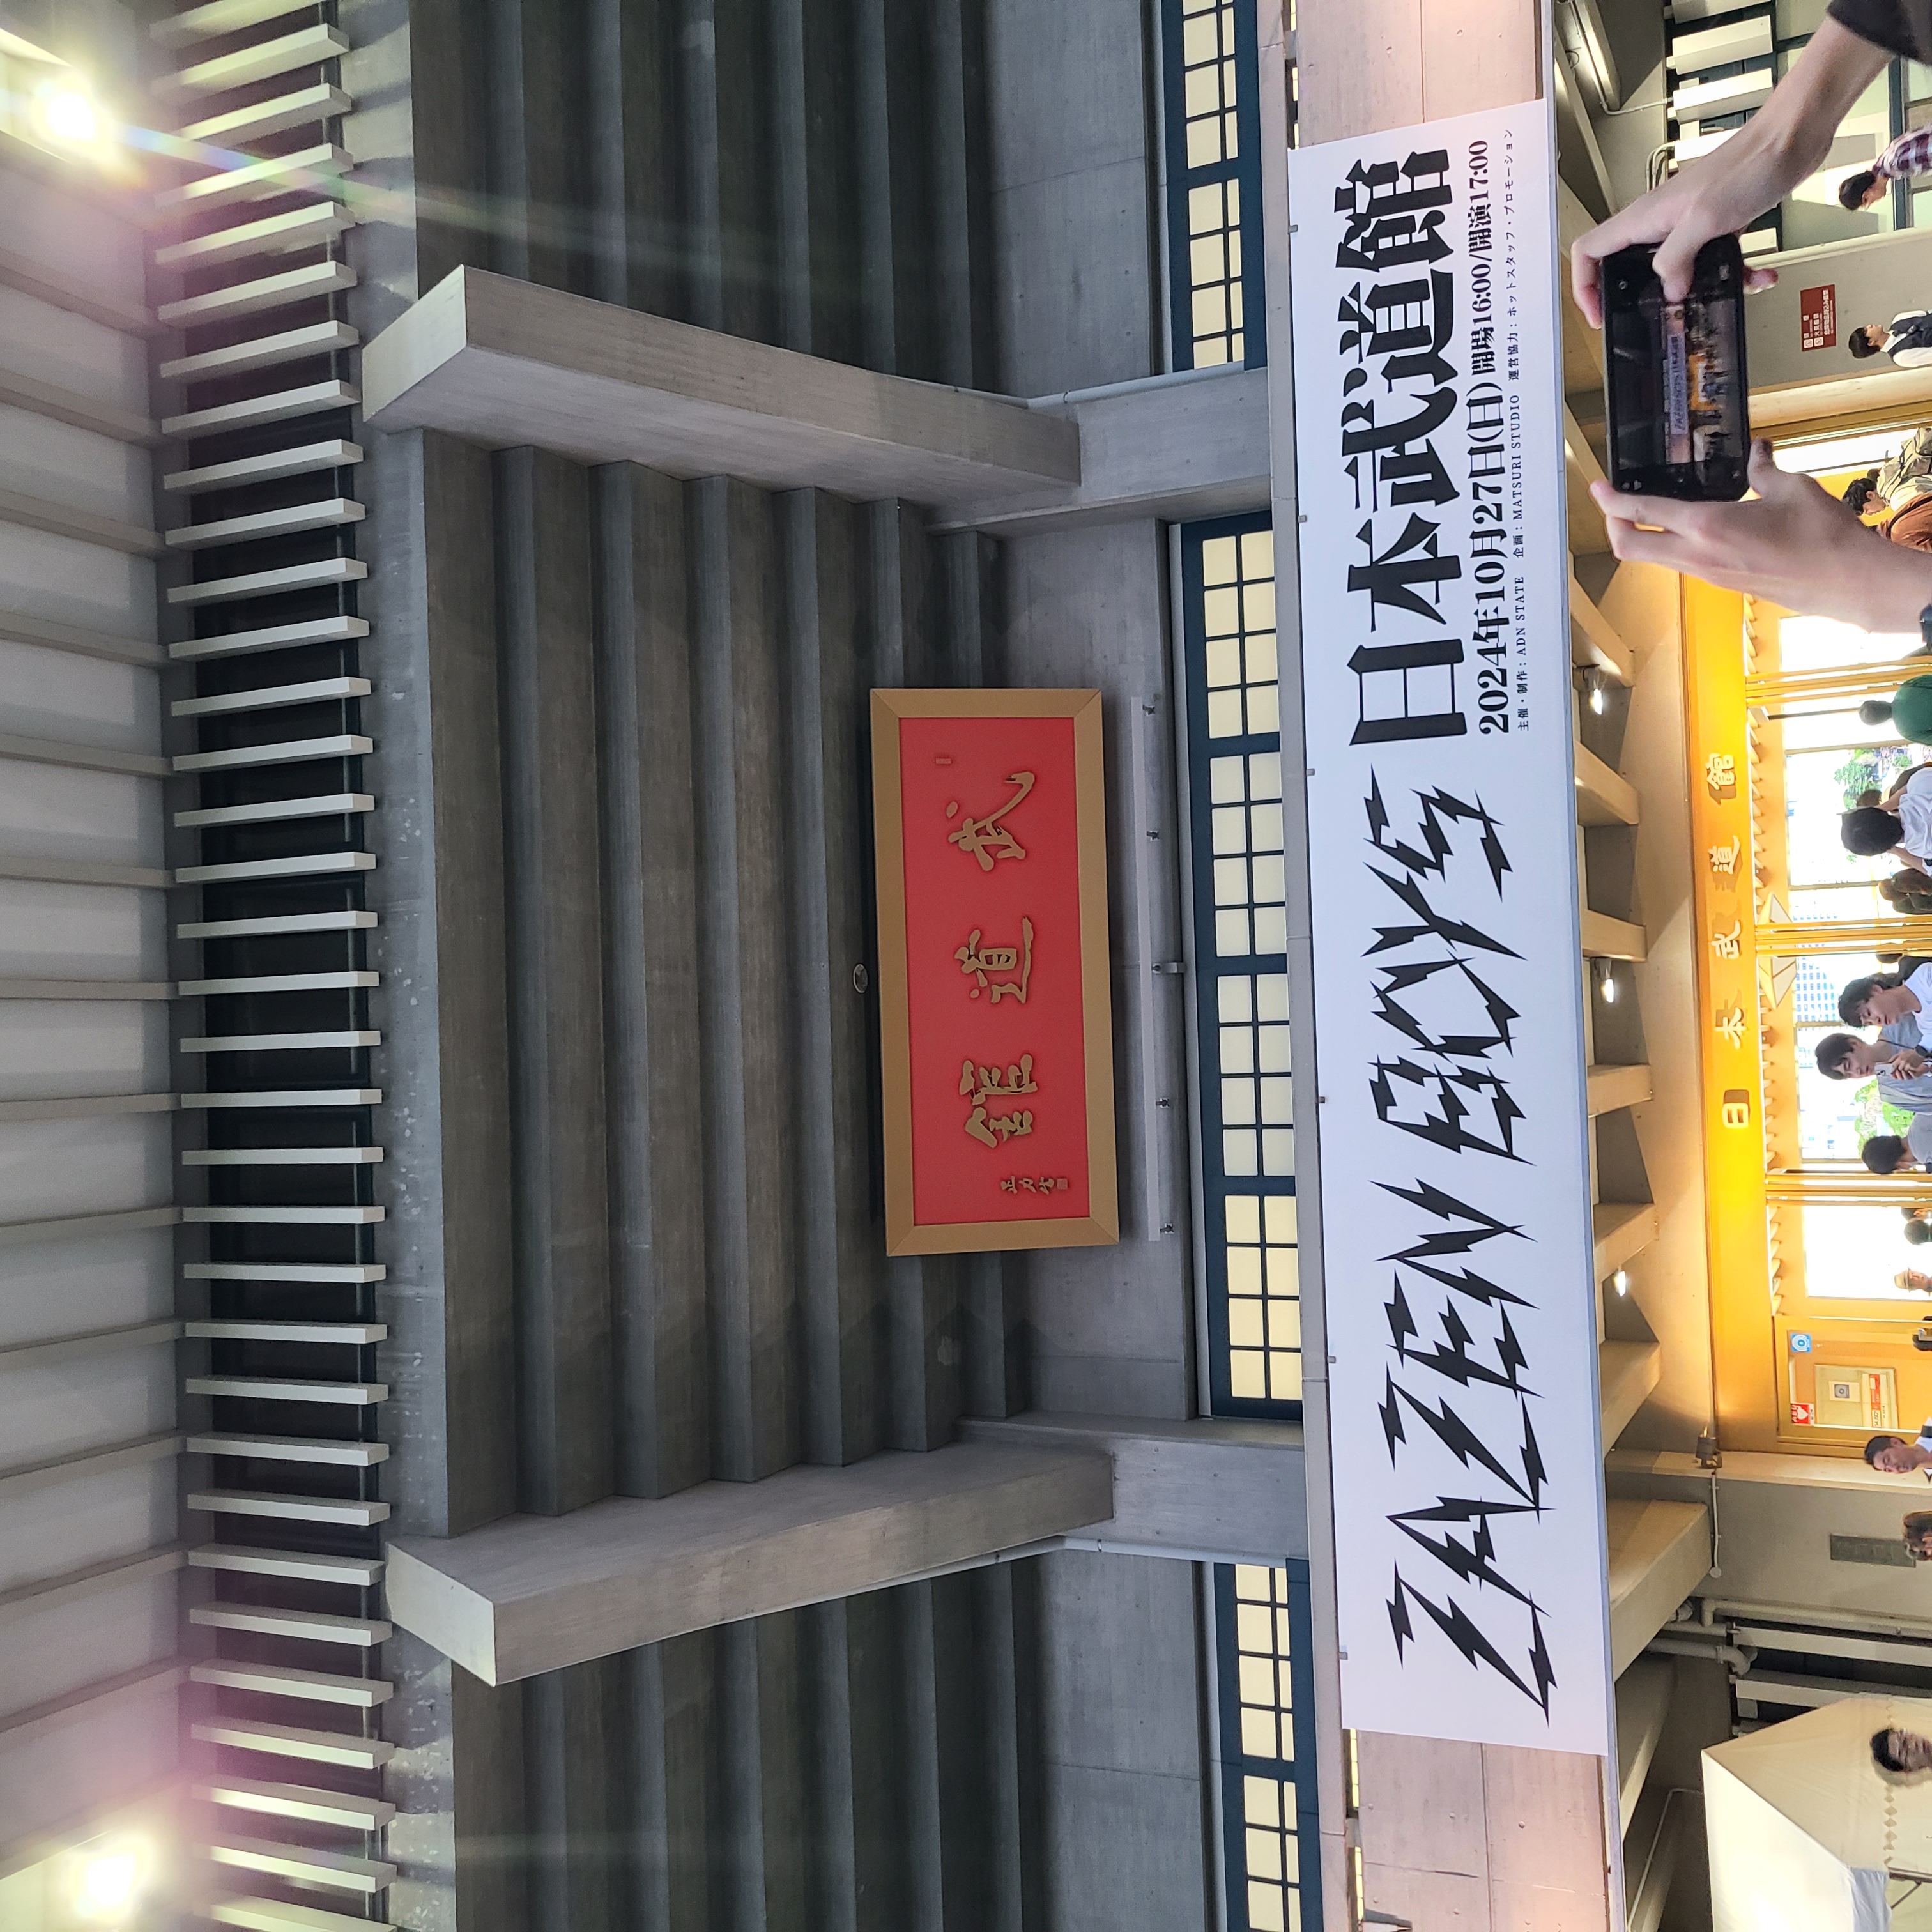 武道館
ZAZEN BOYS 日本武道館
2024年10月27日(日) 開場16:00/開演17:00
主催・制作：ADN STATE 企画：MATSURI STUDIO 運営協力：ホットスタッフ・プロモーション
日本武道館
AED